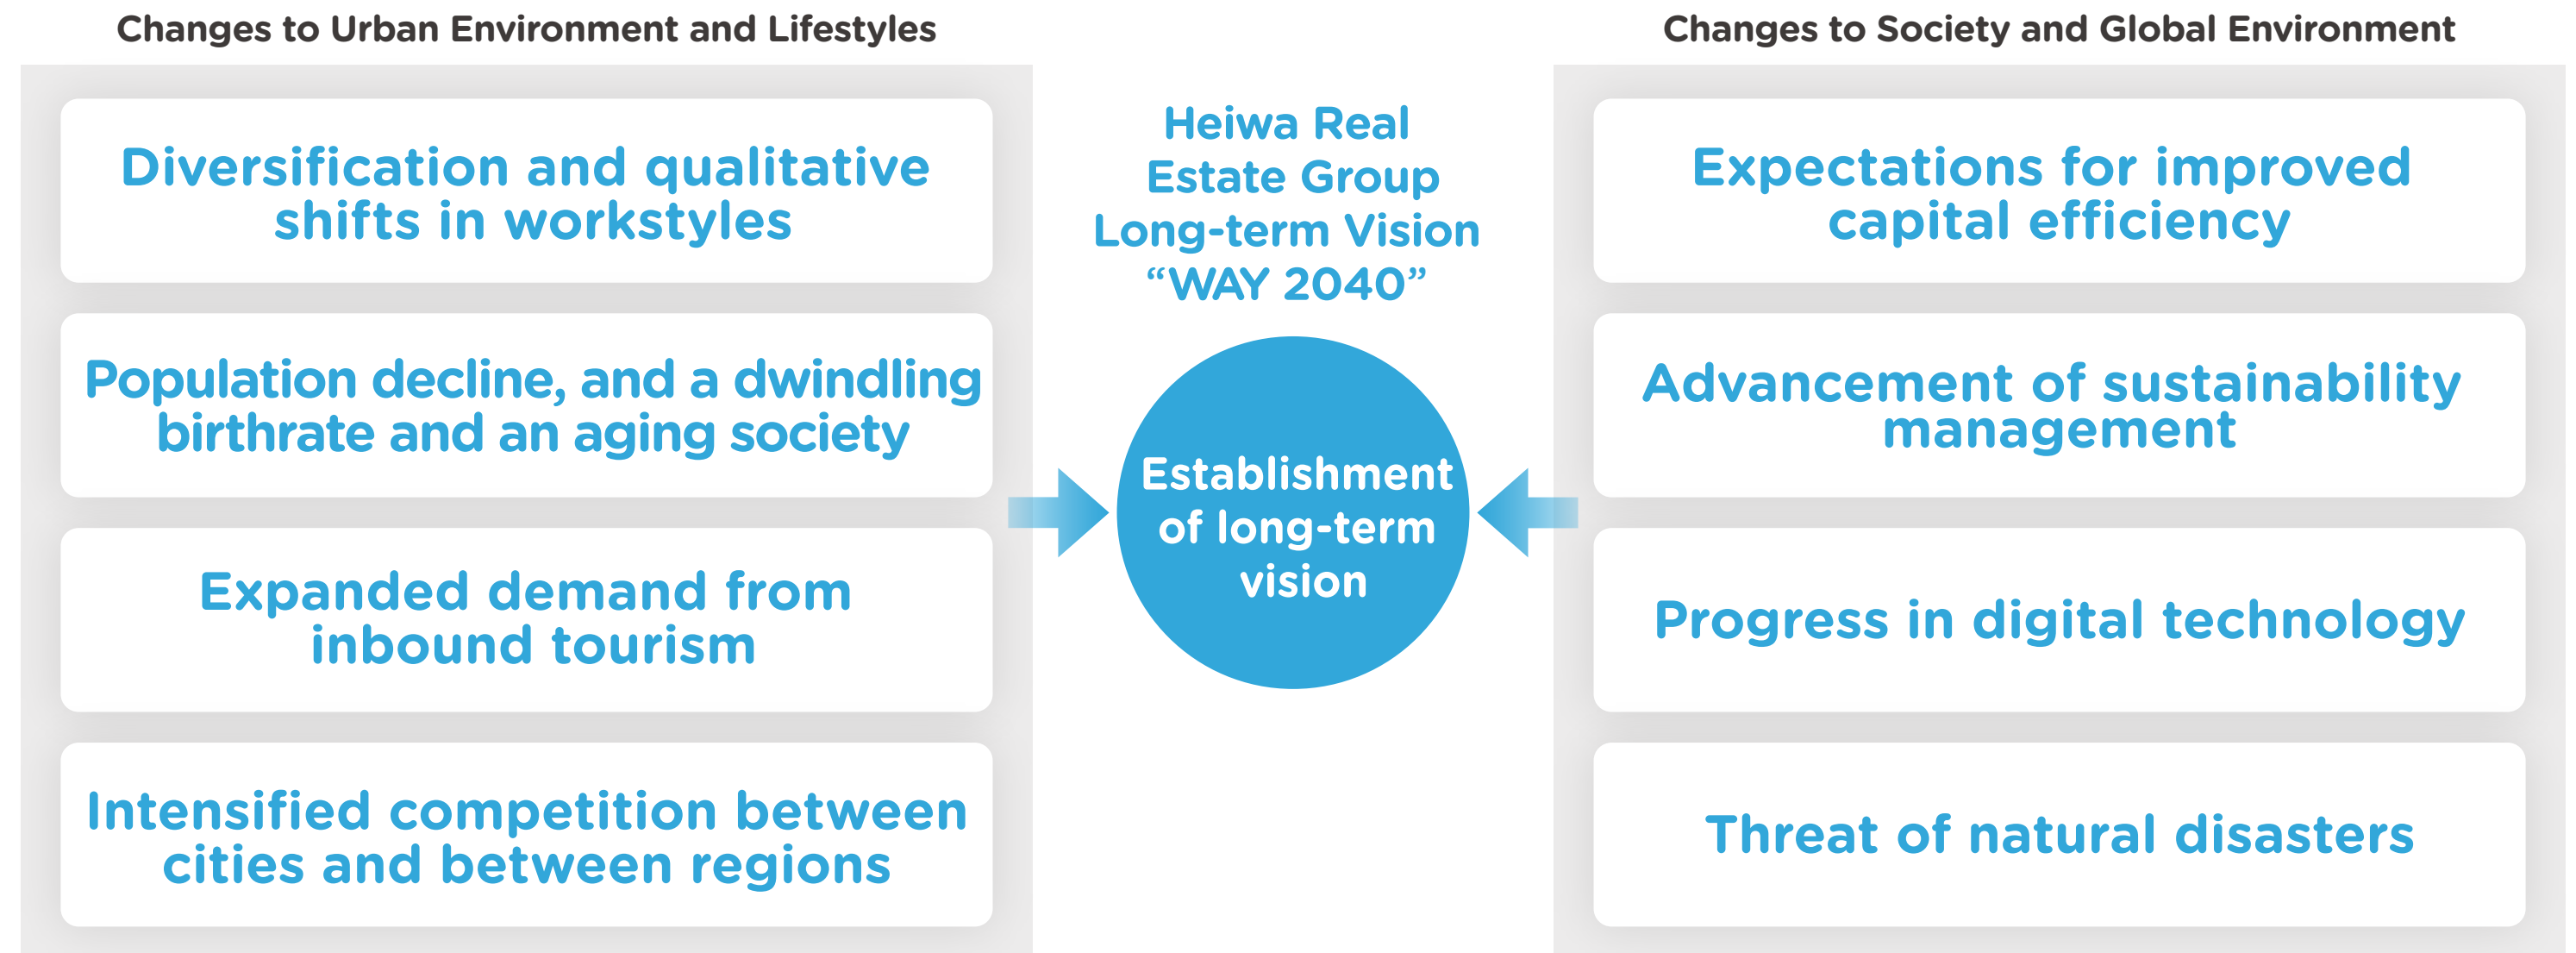 Changes to Urban Environment and Lifestyles
Diversification and qualitative
shifts in workstyles
Population decline, and a dwindling
birthrate and an aging society
Expanded demand from
inbound tourism
Intensified competition between
cities and between regions
Heiwa Real
Estate Group
Long-term Vision
“WAY 2040”
Establishment
of long-term
vision
Changes to Society and Global Environment
Expectations for improved
capital efficiency
Advancement of sustainability
management
Progress in digital technology
Threat of natural disasters